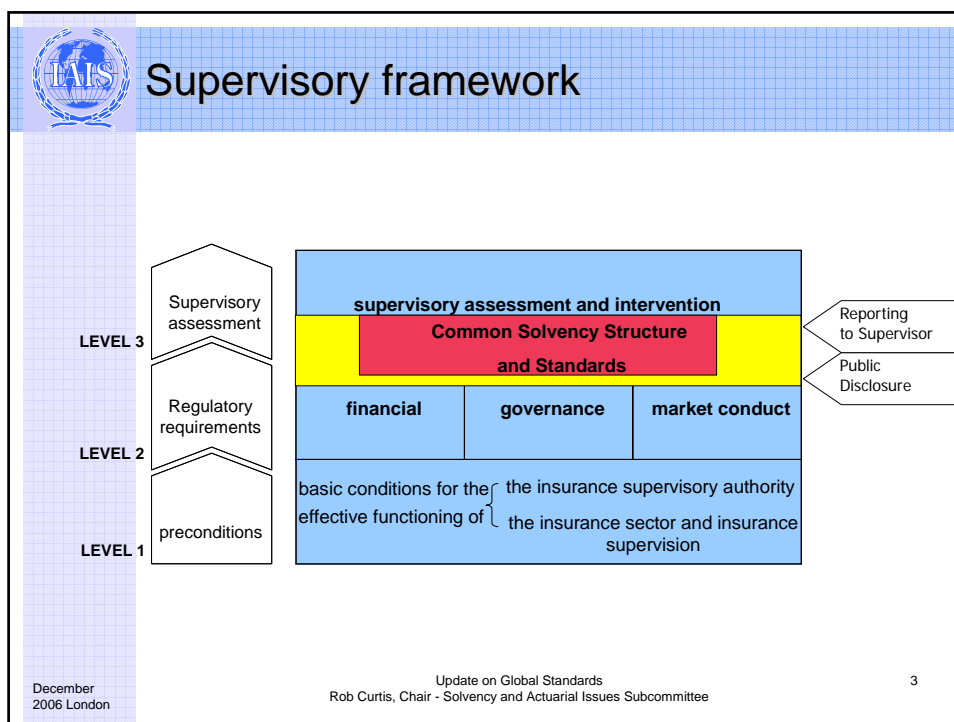 IAIS
Supervisory framework
Supervisory
assessment
LEVEL 3
Regulatory
requirements
LEVEL 2
preconditions
LEVEL 1
supervisory assessment and intervention
Common Solvency Structure
and Standards
financial
governance
market conduct
basic conditions for the
effective functioning of
the insurance supervisory authority
the insurance sector and insurance
supervision
Reporting
to Supervisor
Public
Disclosure
December
2006 London
Update on Global Standards
Rob Curtis, Chair - Solvency and Actuarial Issues Subcommittee
3